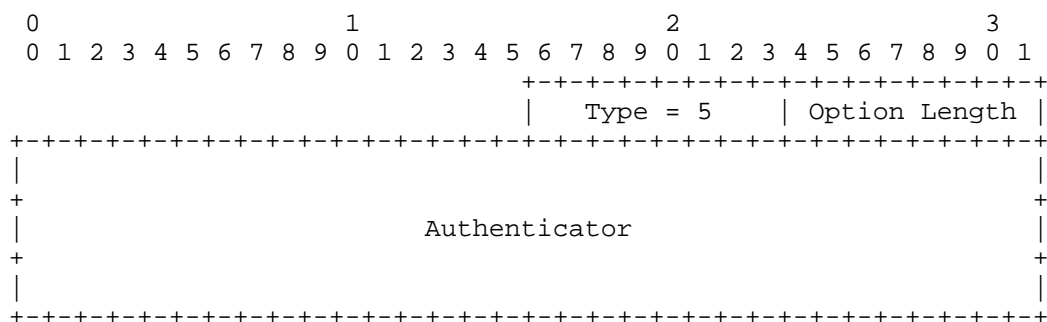 0                   1                   2                   3
 0 1 2 3 4 5 6 7 8 9 0 1 2 3 4 5 6 7 8 9 0 1 2 3 4 5 6 7 8 9 0 1
                                +-+-+-+-+-+-+-+-+-+-+-+-+-+-+-+-+
                                |   Type = 5    | Option Length |
+-+-+-+-+-+-+-+-+-+-+-+-+-+-+-+-+-+-+-+-+-+-+-+-+-+-+-+-+-+-+-+-+
|                                                               |
+                                                               +
|                         Authenticator                         |
+                                                               +
|                                                               |
+-+-+-+-+-+-+-+-+-+-+-+-+-+-+-+-+-+-+-+-+-+-+-+-+-+-+-+-+-+-+-+-+